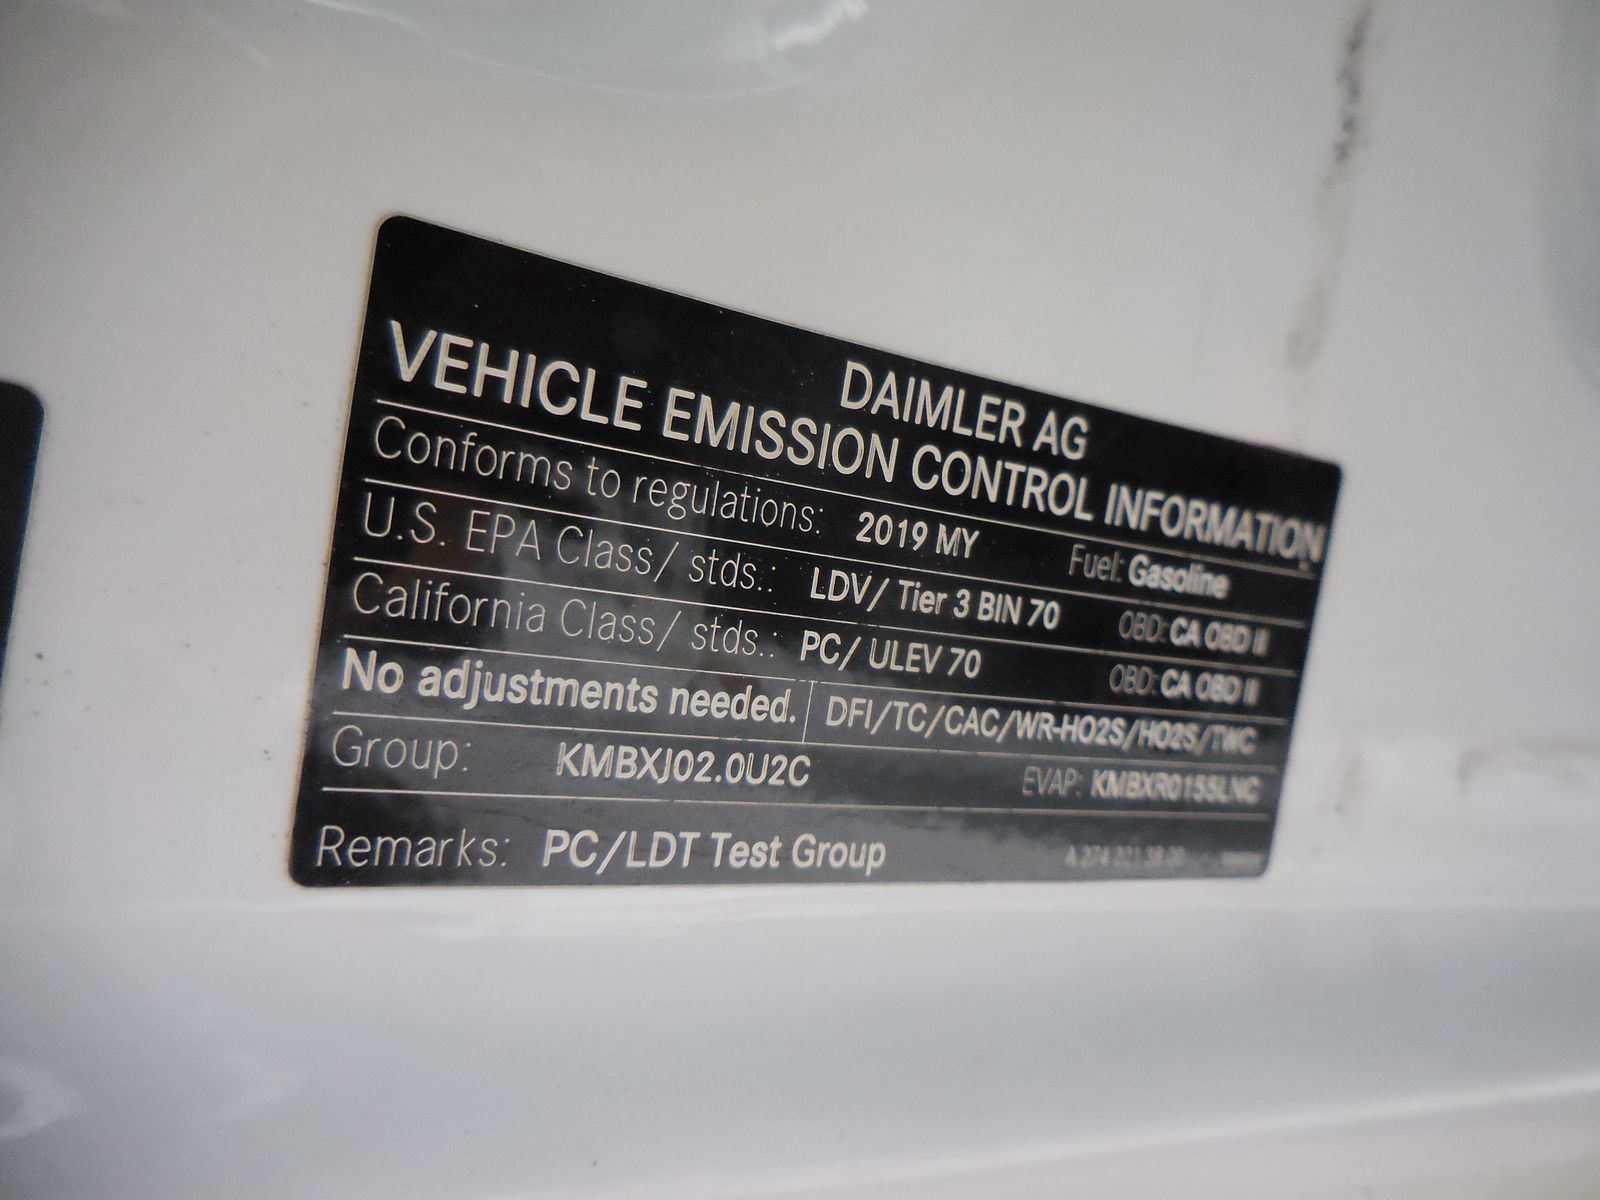 DAIMLER AG
VEHICLE EMISSION CONTROL INFORMATION
Conforms to regulations: 2019 MY Fuel: Gasoline
U.S. EPA Class/ stds.: LDV/ Tier 3 BIN 70 OBD: CA OBD II
California Class/ stds.: PC/ ULEV 70 OBD: CA OBD II
No adjustments needed. DFI/TC/CAC/WR-HO2S/HO2S/TWC
Group: KMBXJ02.0U2C EVAP: KMBXR0155LNC
Remarks: PC/LDT Test Group